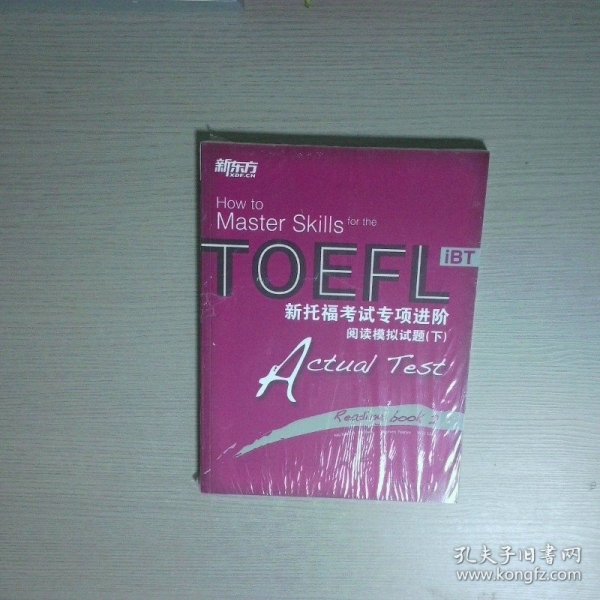 新东方
XDF.CN
How to
Master Skills for the
TOEFL iBT
新托福考试专项进阶
阅读模拟试题(下)
Actual Test
Reading book 2
孔夫子旧书网
www.kongfz.com